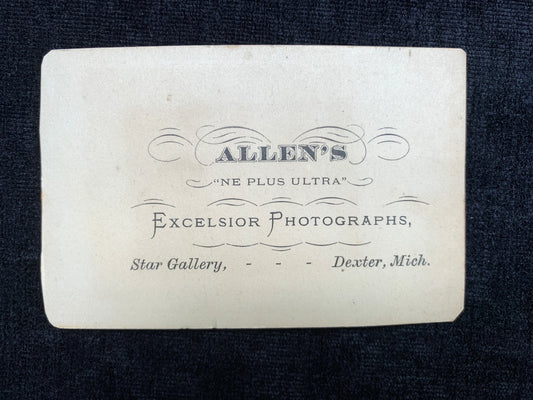 ALLEN'S
"NE PLUS ULTRA"
EXCELSIOR PHOTOGRAPHS,
Star Gallery, - - - Dexter, Mich.